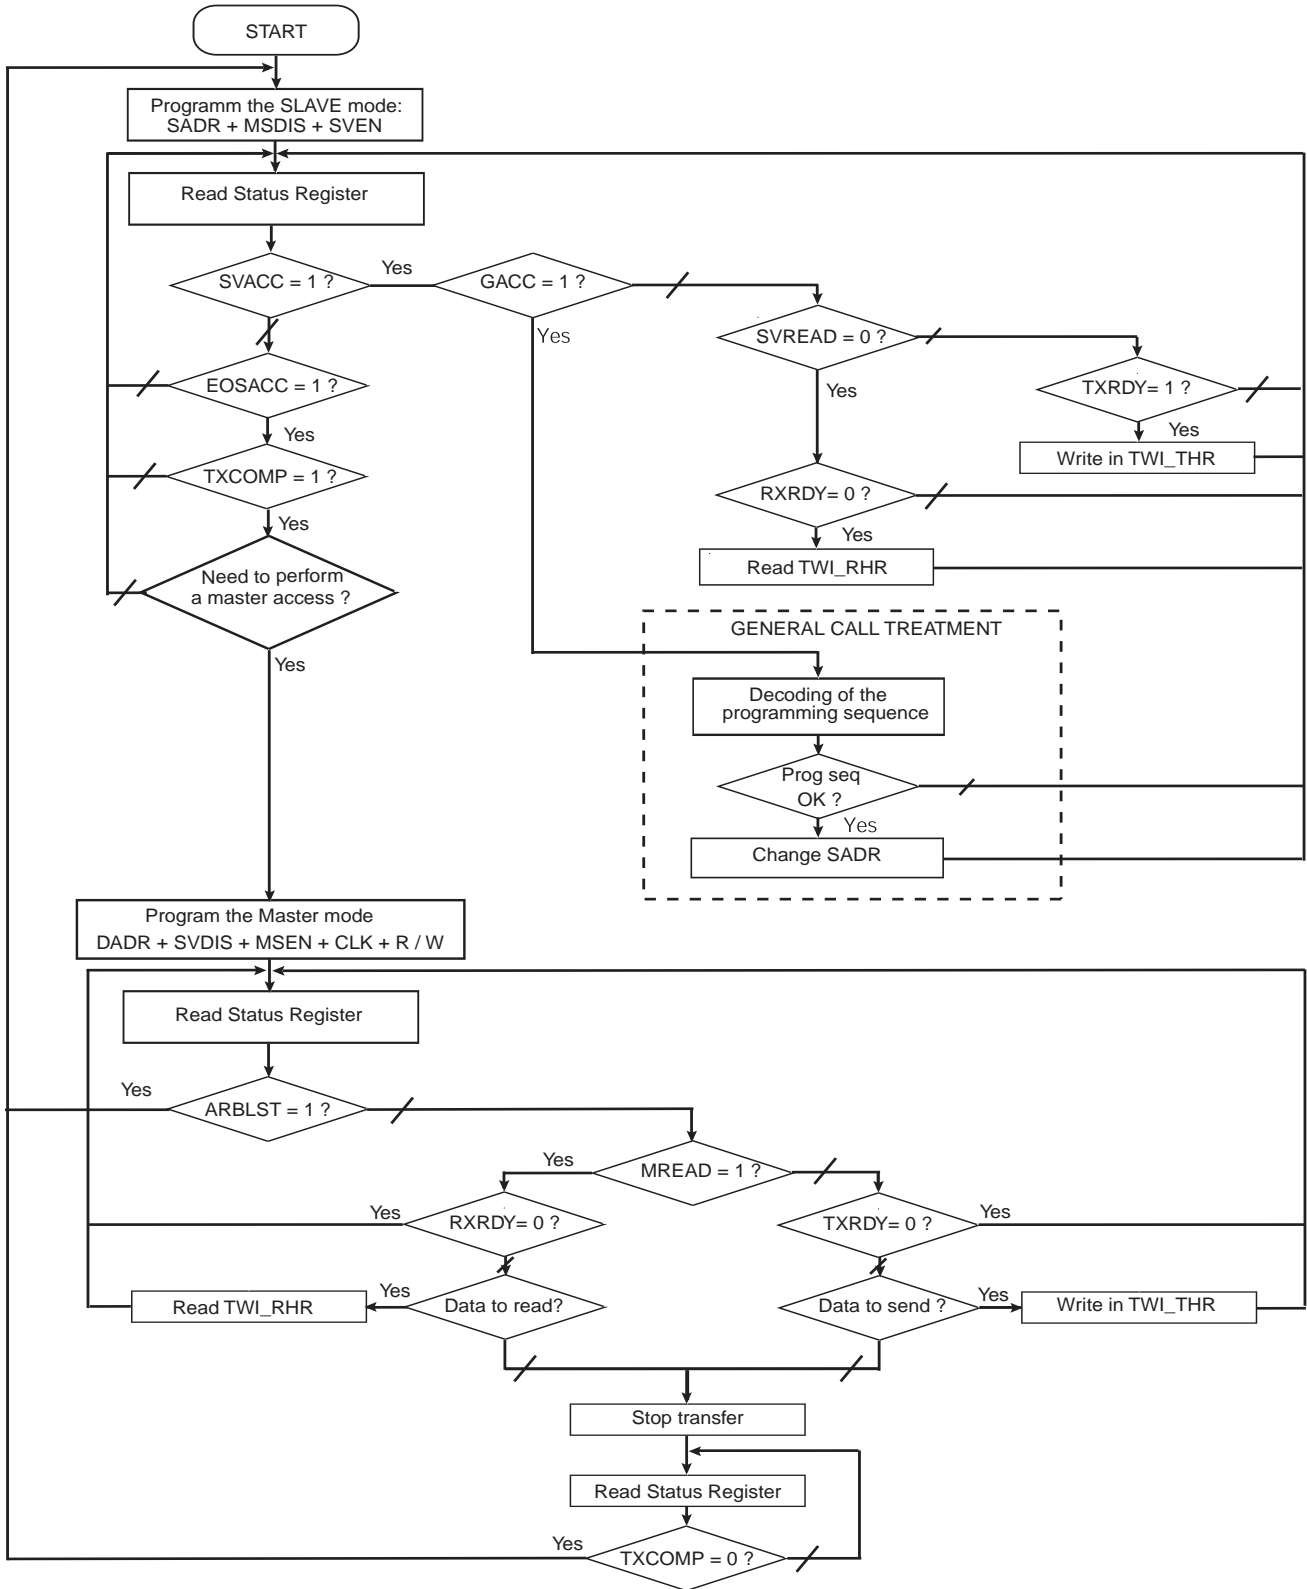 START
Programm the SLAVE mode:
SADR + MSDIS + SVEN
Read Status Register
SVACC = 1 ?
Yes
GACC = 1 ?
Yes
SVREAD = 0 ?
Yes
EOSACC = 1 ?
Yes
TXRDY= 1 ?
Yes
Write in TWI_THR
TXCOMP = 1 ?
Yes
RXRDY= 0 ?
Yes
Read TWI_RHR
Need to perform
a master access ?
Yes
GENERAL CALL TREATMENT
Decoding of the
programming sequence
Prog seq
OK ?
Yes
Change SADR
Program the Master mode
DADR + SVDIS + MSEN + CLK + R / W
Read Status Register
Yes
ARBLST = 1 ?
Yes
MREAD = 1 ?
Yes
RXRDY= 0 ?
TXRDY= 0 ?
Yes
Read TWI_RHR
Yes
Data to read?
Data to send ?
Yes
Write in TWI_THR
Stop transfer
Read Status Register
Yes
TXCOMP = 0 ?